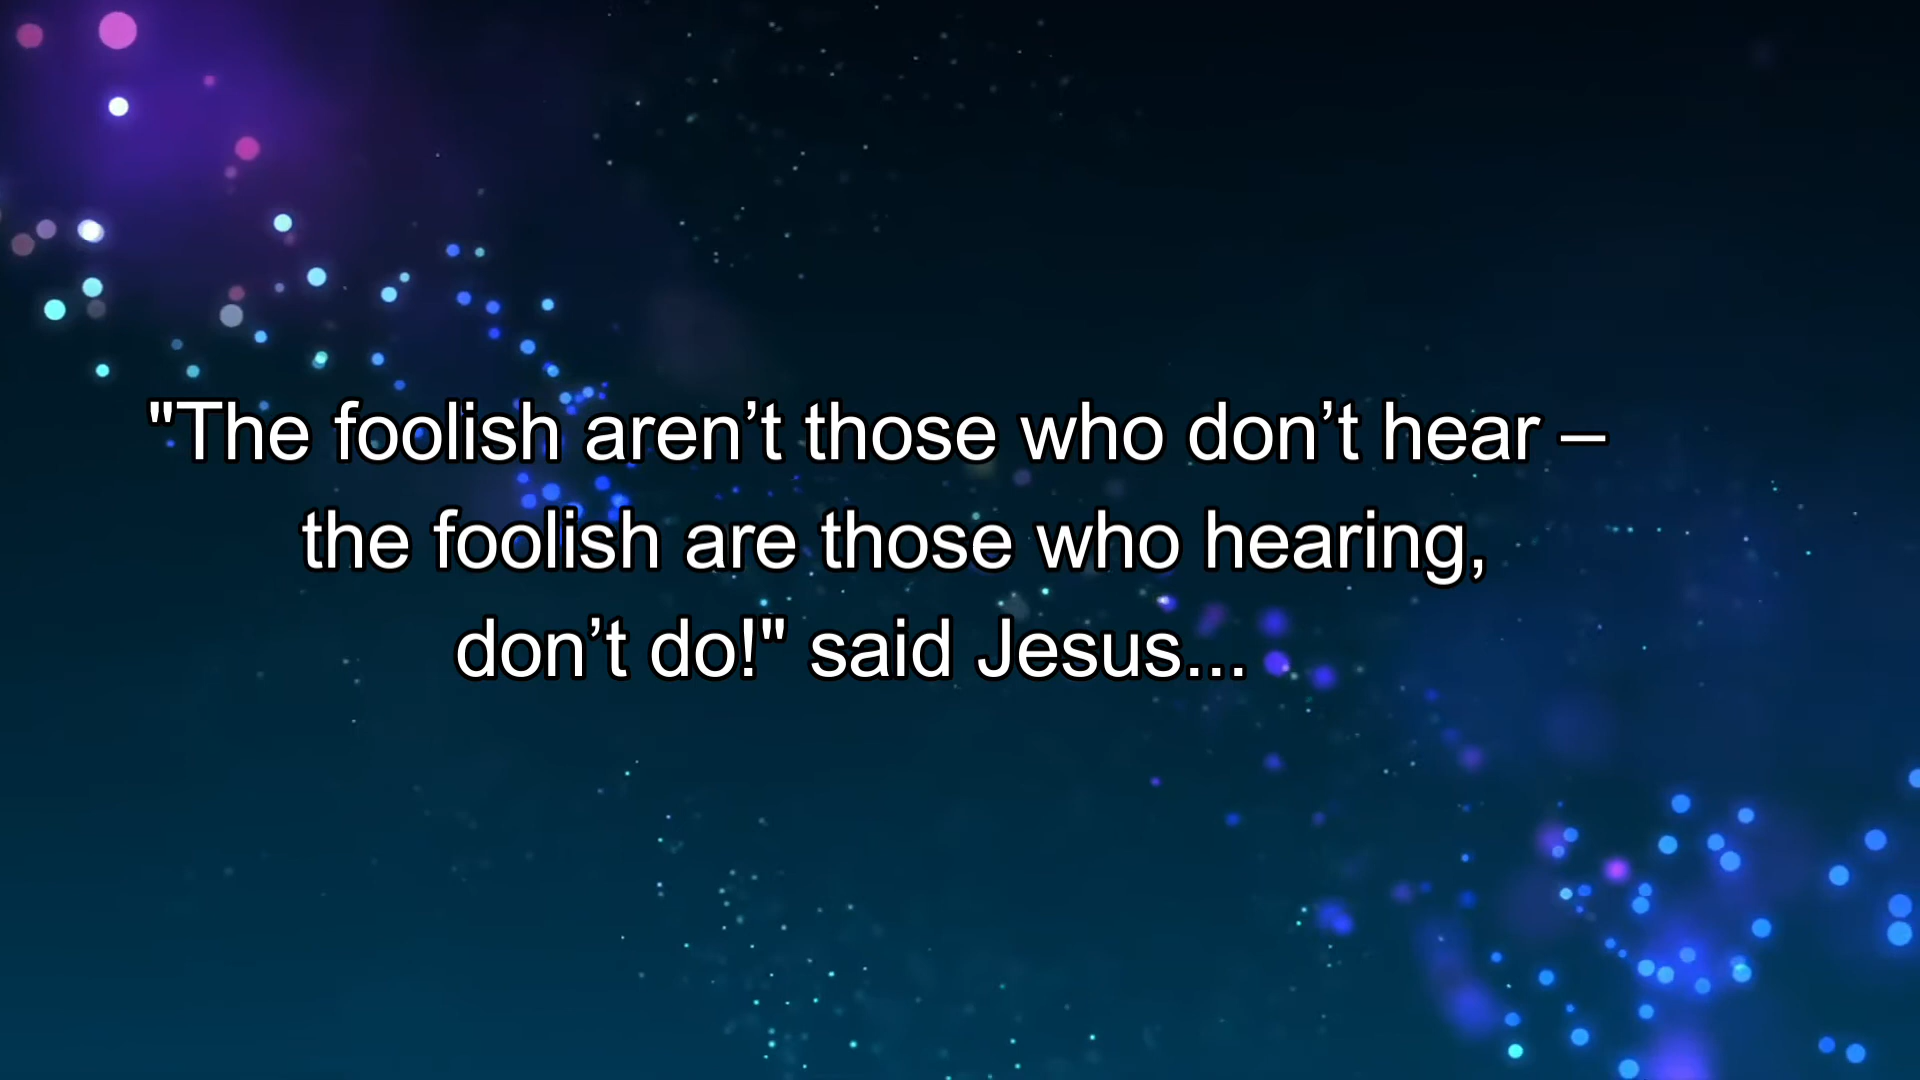 "The foolish aren’t those who don’t hear –
the foolish are those who hearing,
don’t do!" said Jesus...